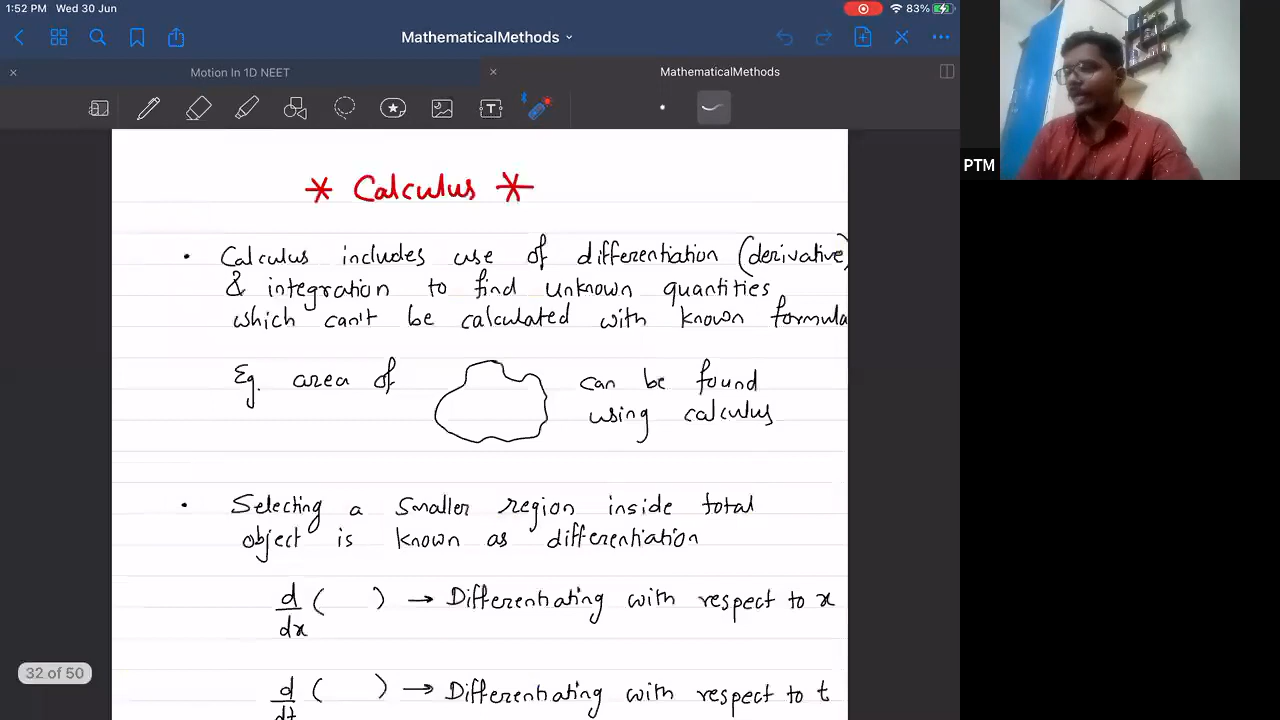 1:52 PM Wed 30 Jun
83%
MathematicalMethods
Motion In 1D NEET
MathematicalMethods
T
PTM
* Calculus *
• Calculus includes use of differentiation (derivative)
& integration to find unknown quantities
which can't be calculated with known formula
Eg. area of can be found
using calculus
• Selecting a smaller region inside total
object is known as differentiation
d/dx ( ) → Differentiating with respect to x
d/dt ( ) → Differentiating with respect to t
32 of 50